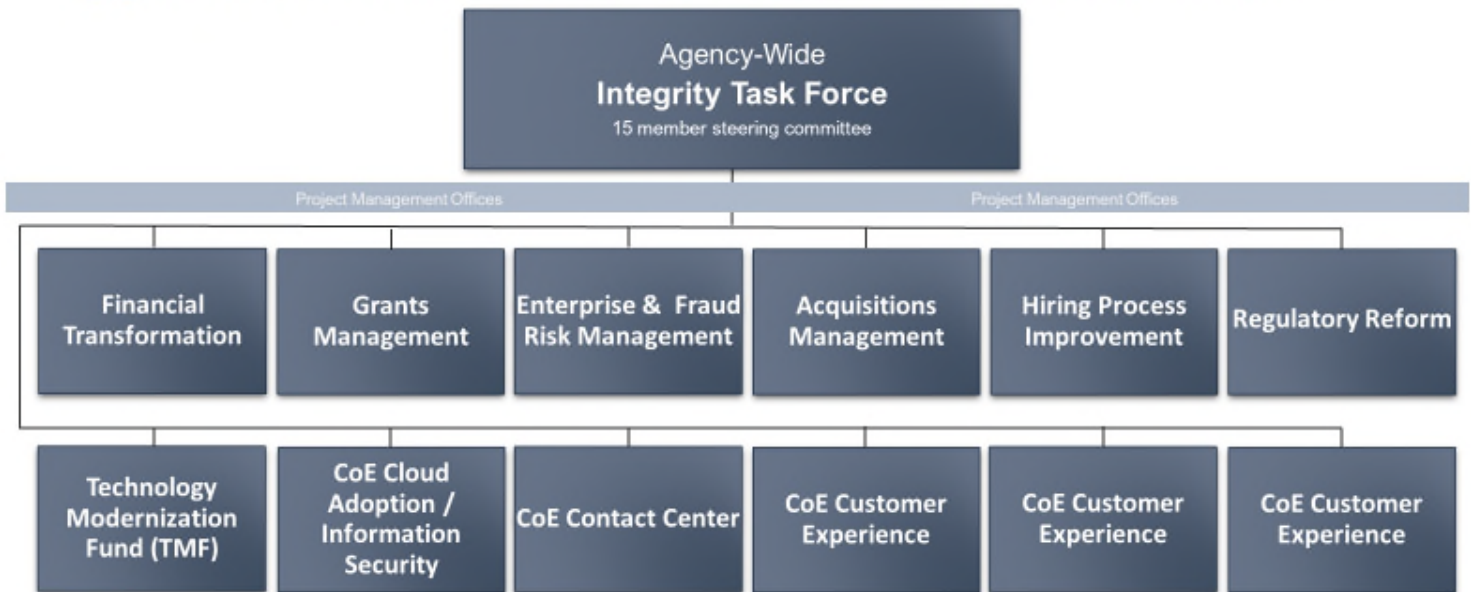 Agency-Wide
Integrity Task Force
15 member steering committee
Project Management Offices Project Management Offices
Financial
Transformation
Grants
Management
Enterprise & Fraud
Risk Management
Acquisitions
Management
Hiring Process
Improvement
Regulatory Reform
Technology
Modernization
Fund (TMF)
CoE Cloud
Adoption /
Information
Security
CoE Contact Center
CoE Customer
Experience
CoE Customer
Experience
CoE Customer
Experience